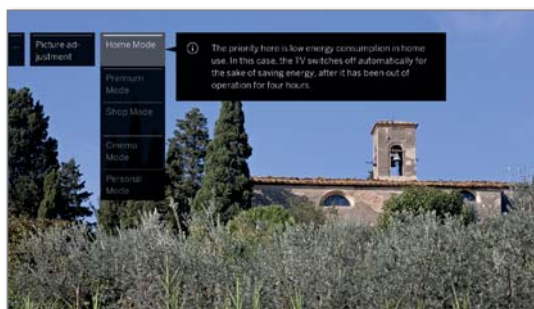 ...
Picture ad-
justment
Home Mode
The priority here is low energy consumption in home
use. In this case, the TV switches off automatically for
the sake of saving energy, after it has been out of
operation for four hours.
Premium
Mode
Shop Mode
Cinema
Mode
Personal
Mode